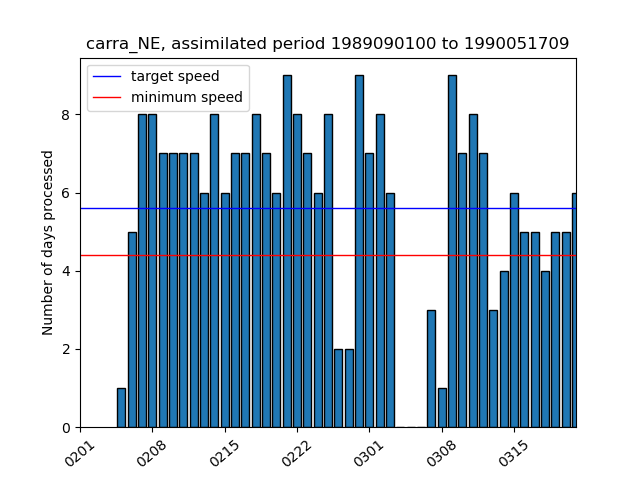 carra_NE, assimilated period 1989090100 to 1990051709
target speed
minimum speed
Number of days processed
8
6
4
2
0
0201 0208 0215 0222 0301 0308 0315